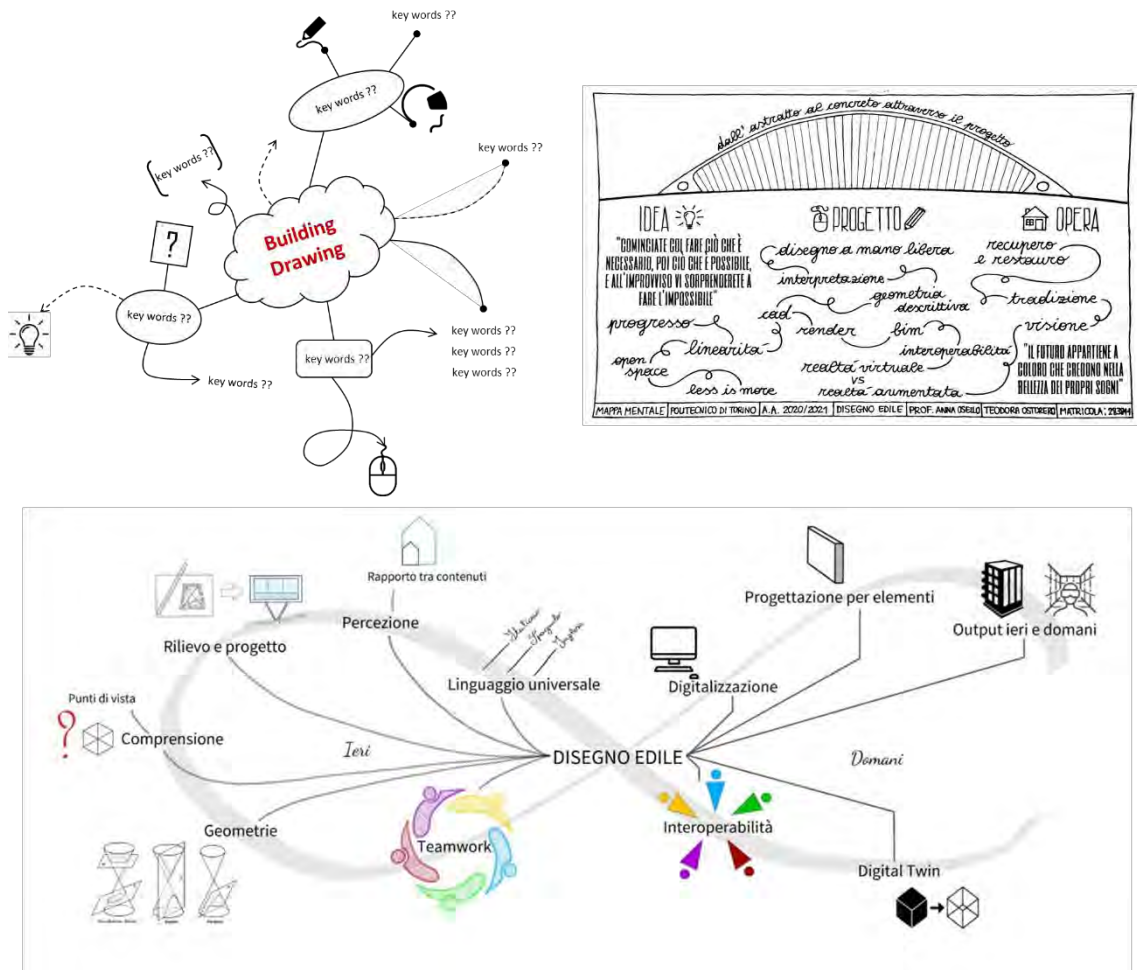 key words ??
key words ??
key words ??
key words ??
Building
Drawing
?
key words ??
key words ??
key words ??
key words ??
key words ??
key words ??
dall'astratto al concreto attraverso il progetto
IDEA
"COMINCIATE COL FARE CIÒ CHE È
NECESSARIO, POI CIÒ CHE È POSSIBILE,
E ALL'IMPROVVISO VI SORPRENDERETE A
FARE L'IMPOSSIBILE"
progresso
linearità
open
space
less is more
PROGETTO
disegno a mano libera
interpretazione
geometria
descrittiva
cad
render
bim
interoperabilità
realtà virtuale
vs
realtà aumentata
OPERA
recupero
e restauro
tradizione
visione
"IL FUTURO APPARTIENE A
COLORO CHE CREDONO NELLA
BELLEZZA DEI PROPRI SOGNI"
MAPPA MENTALE POLITECNICO DI TORINO A.A. 2020/2021 DISEGNO EDILE PROF. ANNA OSELLO TEODORA OSTORERO MATRICOLA:
Rapporto tra contenuti
Percezione
Rilievo e progetto
Linguaggio universale
Punti di vista
?
Comprensione
Ieri
Geometrie
Teamwork
DISEGNO EDILE
Digitalizzazione
Progettazione per elementi
Output ieri e domani
Domani
Interoperabilità
Digital Twin